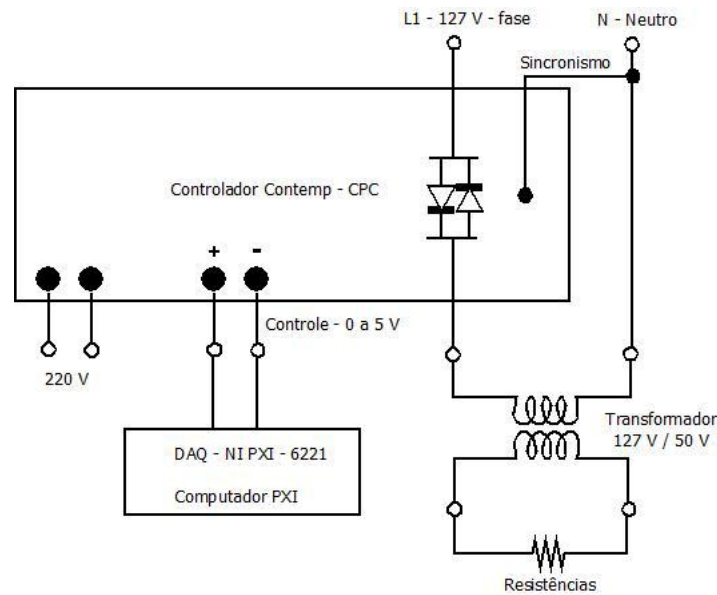 L1 - 127 V - fase
N - Neutro
Sincronismo
Controlador Contemp - CPC
+
-
Controle - 0 a 5 V
220 V
Transformador
127 V / 50 V
DAQ - NI PXI - 6221
Computador PXI
Resistências